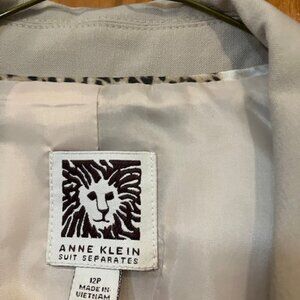 ANNE KLEIN
SUIT SEPARATES
12P
MADE IN
VIETNAM